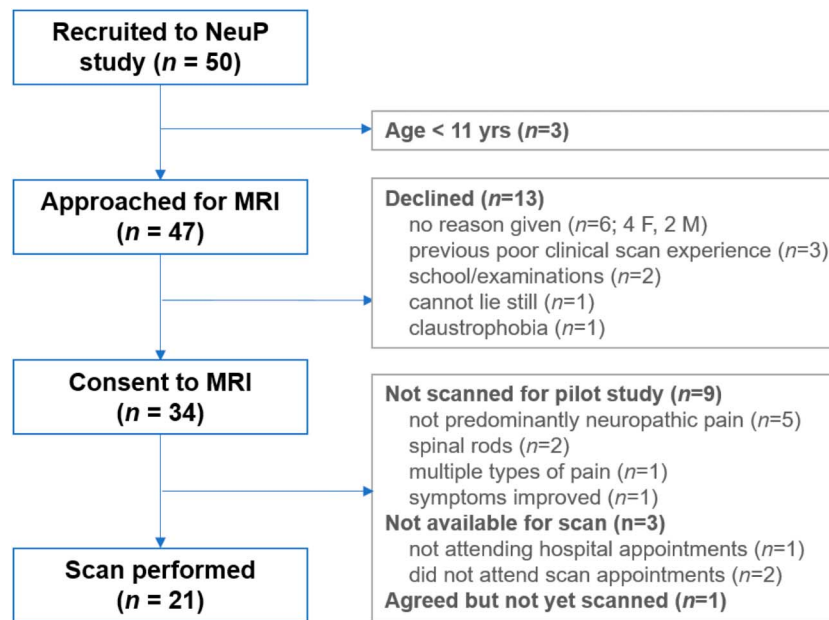 Recruited to NeuP
study (n = 50)
Age < 11 yrs (n=3)
Approached for MRI
(n = 47)
Declined (n=13)
no reason given (n=6; 4 F, 2 M)
previous poor clinical scan experience (n=3)
school/examinations (n=2)
cannot lie still (n=1)
claustrophobia (n=1)
Consent to MRI
n = 34)
Not scanned for pilot study (n=9)
not predominantly neuropathic pain (n=5)
spinal rods (n=2)
multiple types of pain (n=1)
symptoms improved (n=1)
Not available for scan (n=3)
not attending hospital appointments (n=1)
did not attend scan appointments (n=2)
Agreed but not yet scanned (n=1)
Scan performed
(n = 21)